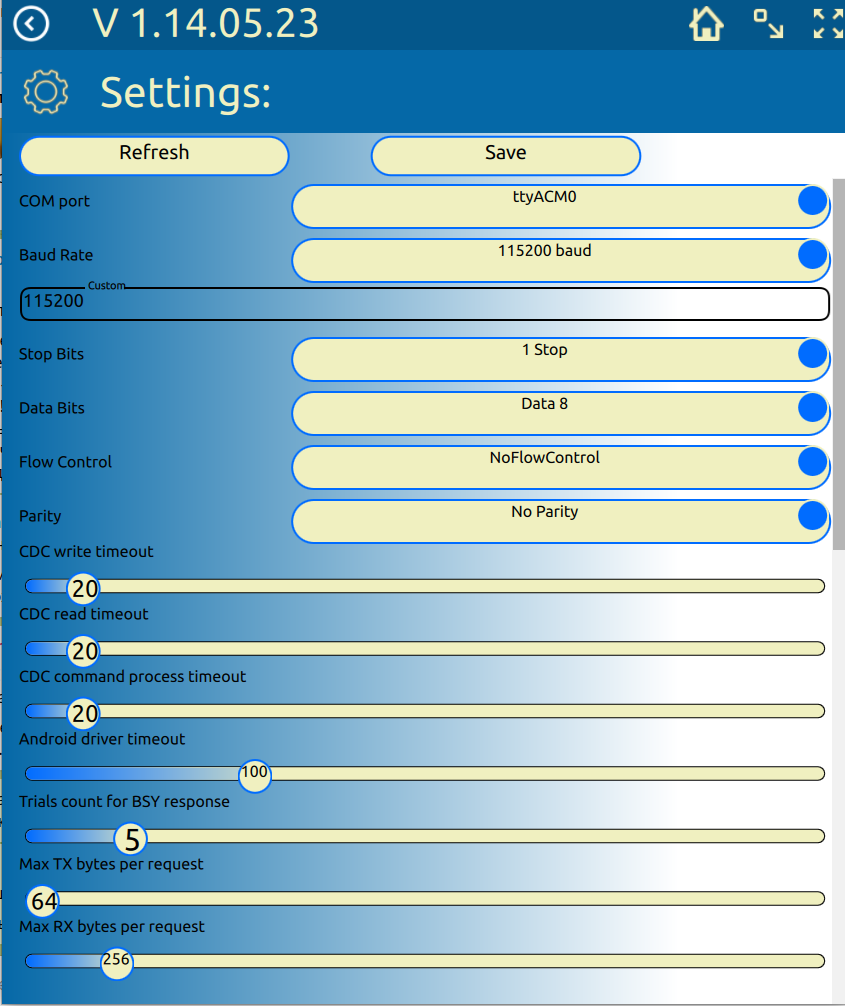 V 1.14.05.23
Settings:
Refresh Save
COM port ttyACM0
Baud Rate 115200 baud
Custom
115200
Stop Bits 1 Stop
Data Bits Data 8
Flow Control NoFlowControl
Parity No Parity
CDC write timeout
20
CDC read timeout
20
CDC command process timeout
20
Android driver timeout
100
Trials count for BSY response
5
Max TX bytes per request
64
Max RX bytes per request
256